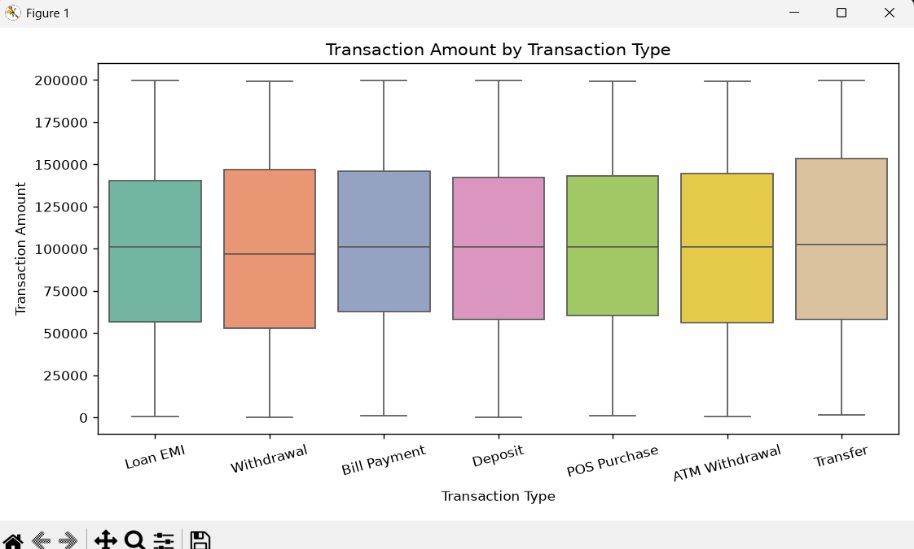 Figure 1
Transaction Amount by Transaction Type
Transaction Amount
200000
175000
150000
125000
100000
75000
50000
25000
0
Loan EMI
Withdrawal
Bill Payment
Deposit
POS Purchase
ATM Withdrawal
Transfer
Transaction Type